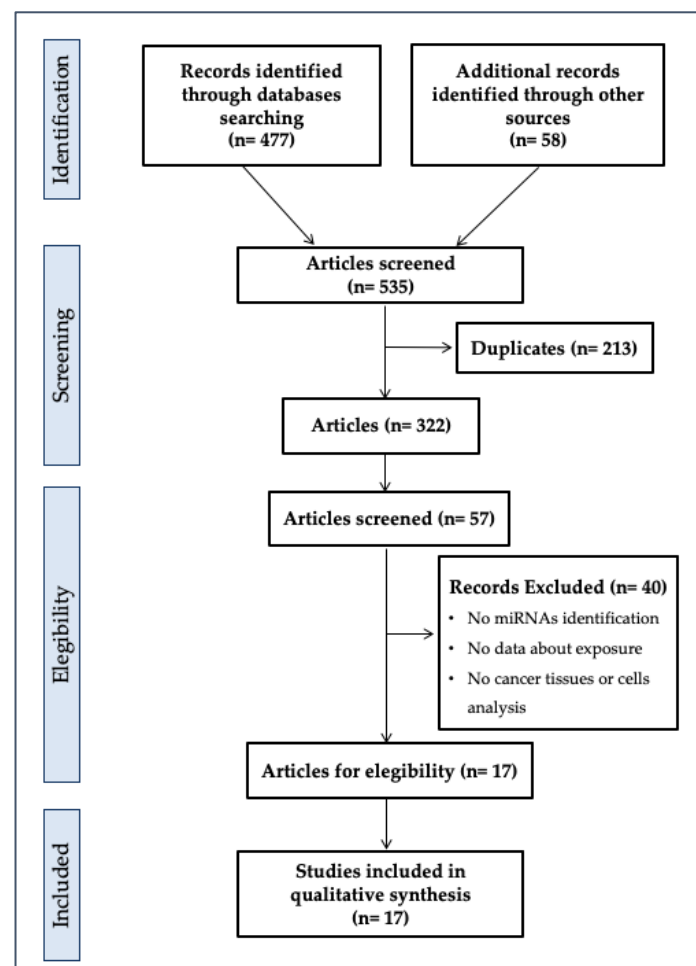 Identification
Records identified
through databases
searching
(n= 477)
Additional records
identified through other
sources
(n= 58)
Screening
Articles screened
(n= 535)
Duplicates (n= 213)
Articles (n= 322)
Elegibility
Articles screened (n= 57)
Records Excluded (n= 40)
• No miRNAs identification
• No data about exposure
• No cancer tissues or cells
analysis
Articles for elegibility (n= 17)
Included
Studies included in
qualitative synthesis
(n= 17)